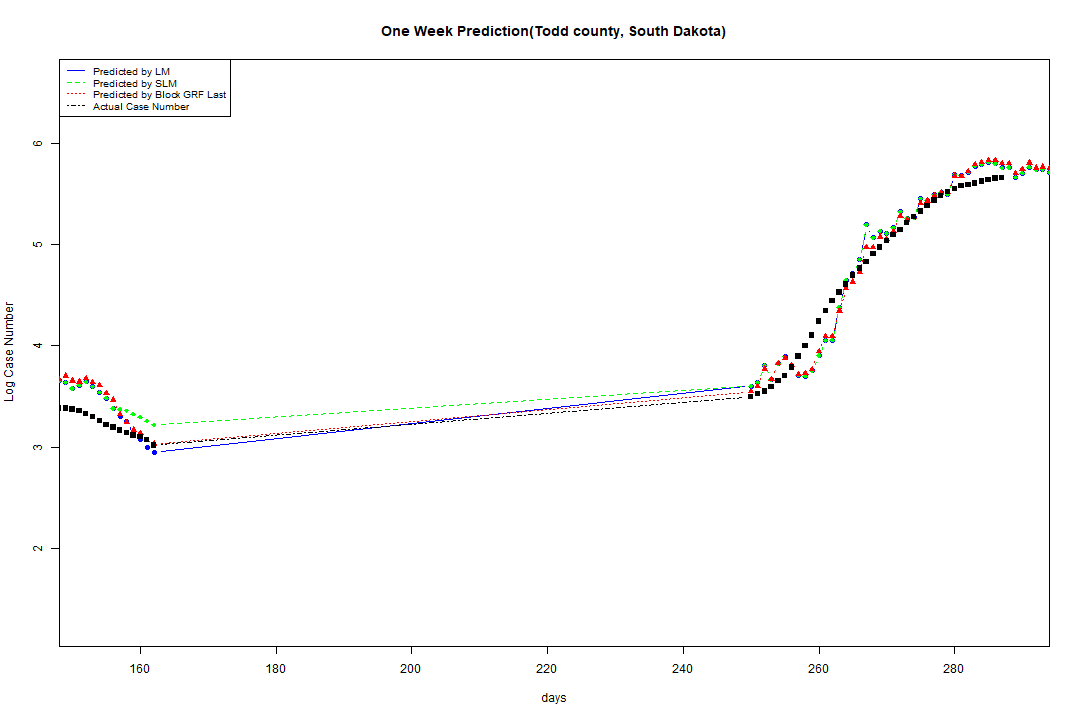 One Week Prediction(Todd county, South Dakota)
Predicted by LM
Predicted by SLM
Predicted by Block GRF Last
Actual Case Number
6
5
4
3
2
Log Case Number
160 180 200 220 240 260 280
days